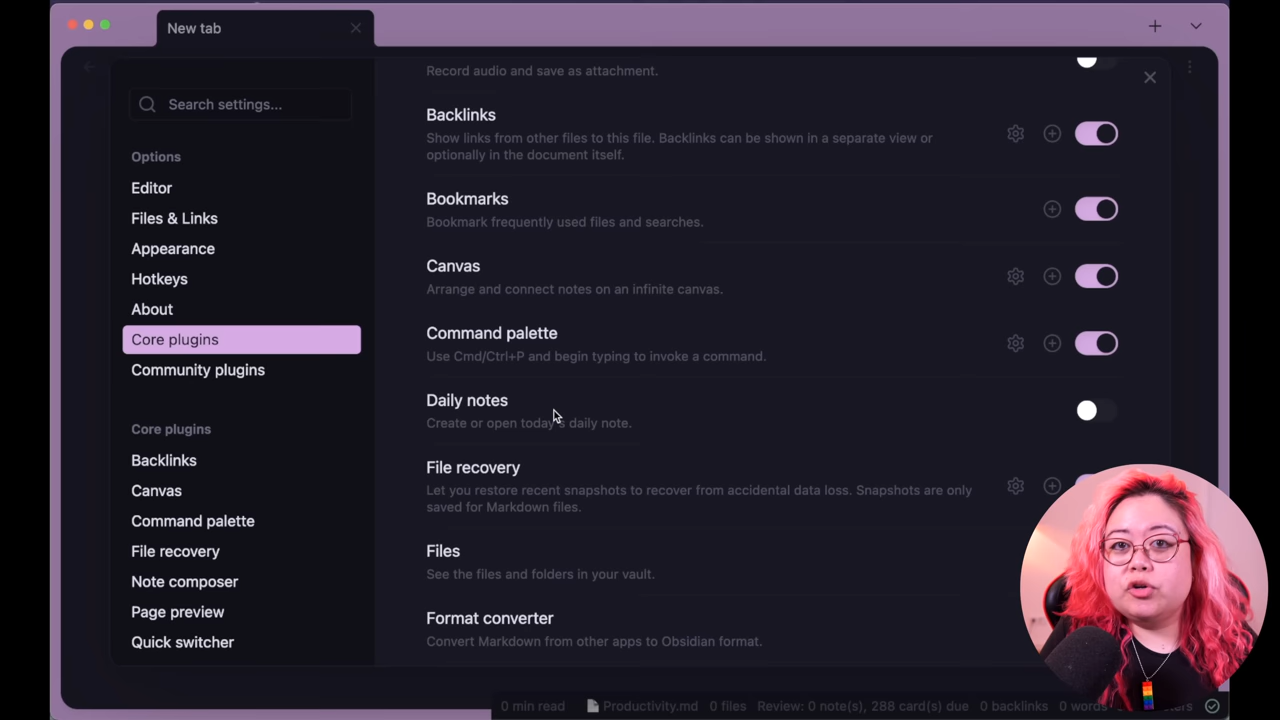 New tab
Search settings...
Options
Editor
Files & Links
Appearance
Hotkeys
About
Core plugins
Community plugins
Core plugins
Backlinks
Canvas
Command palette
File recovery
Note composer
Page preview
Quick switcher
Record audio and save as attachment.
Backlinks
Show links from other files to this file. Backlinks can be shown in a separate view or
optionally in the document itself.
Bookmarks
Bookmark frequently used files and searches.
Canvas
Arrange and connect notes on an infinite canvas.
Command palette
Use Cmd/Ctrl+P and begin typing to invoke a command.
Daily notes
Create or open today's daily note.
File recovery
Let you restore recent snapshots to recover from accidental data loss. Snapshots are only
saved for Markdown files.
Files
See the files and folders in your vault.
Format converter
Convert Markdown from other apps to Obsidian format.
0 min read Productivity.md 0 files Review: 0 note(s), 288 card(s) due 0 backlinks 0 words